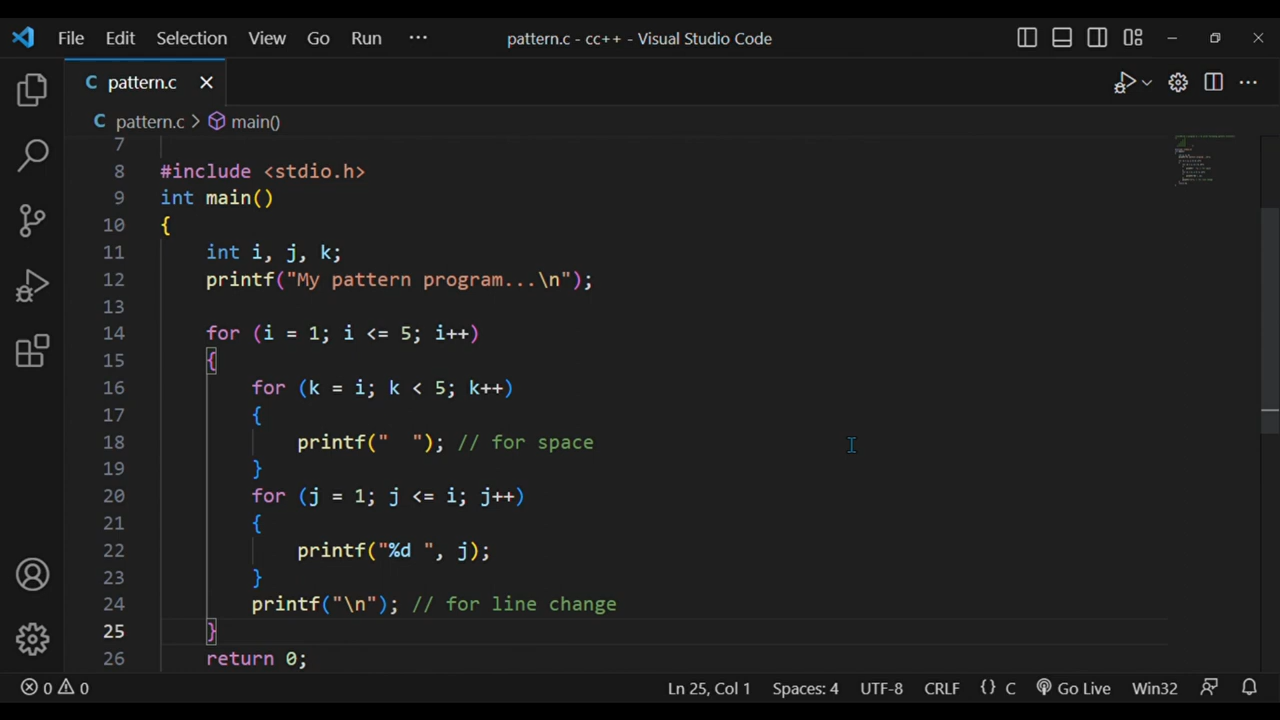 File Edit Selection View Go Run ··· pattern.c - cc++ - Visual Studio Code
C pattern.c ×
C pattern.c > main()
7
8 #include <stdio.h>
9 int main()
10 {
11     int i, j, k;
12     printf("My pattern program...\n");
13
14     for (i = 1; i <= 5; i++)
15     {
16         for (k = i; k < 5; k++)
17         {
18             printf("  "); // for space
19         }
20         for (j = 1; j <= i; j++)
21         {
22             printf("%d ", j);
23         }
24         printf("\n"); // for line change
25     }
26     return 0;
0 0 Ln 25, Col 1 Spaces: 4 UTF-8 CRLF {} C Go Live Win32